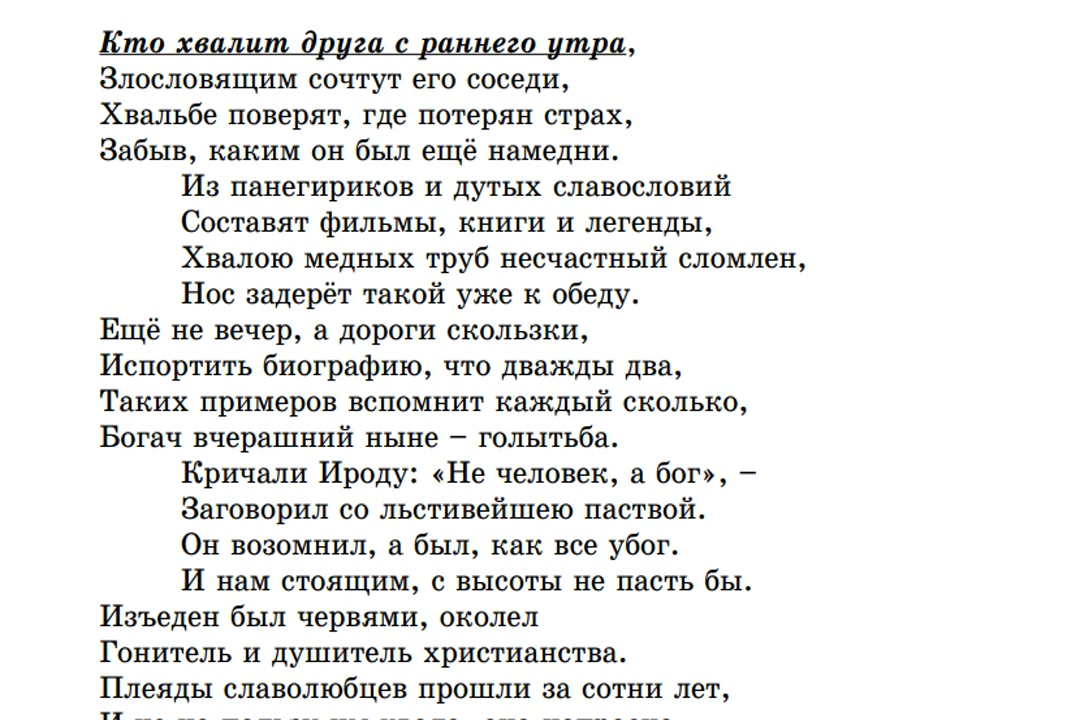 Кто хвалит друга с раннего утра,
Злословящим сочтут его соседи,
Хвальбе поверят, где потерян страх,
Забыв, каким он был ещё намедни.
Из панегириков и дутых славословий
Составят фильмы, книги и легенды,
Хвалою медных труб несчастный сломлен,
Нос задерёт такой уже к обеду.
Ещё не вечер, а дороги скользки,
Испортить биографию, что дважды два,
Таких примеров вспомнит каждый сколько,
Богач вчерашний ныне – голытьба.
Кричали Ироду: «Не человек, а бог», –
Заговорил со льстивейшею паствой.
Он возомнил, а был, как все убог.
И нам стоящим, с высоты не пасть бы.
Изъеден был червями, околел
Гонитель и душитель христианства.
Плеяды славолюбцев прошли за сотни лет,